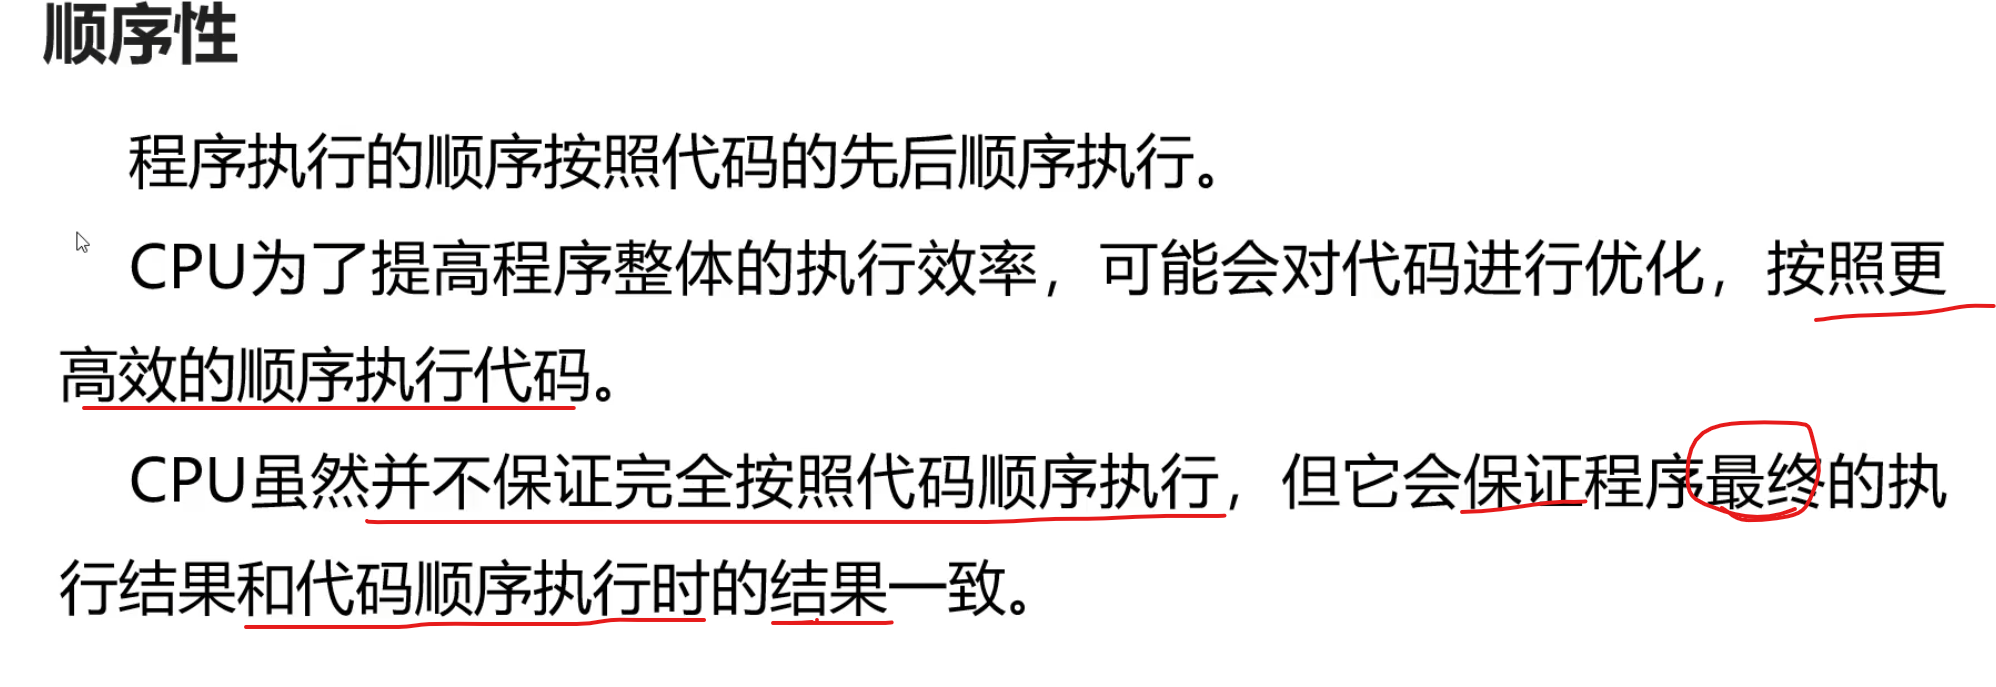 顺序性
程序执行的顺序按照代码的先后顺序执行。
CPU为了提高程序整体的执行效率，可能会对代码进行优化，按照更
高效的顺序执行代码。
CPU虽然并不保证完全按照代码顺序执行，但它会保证程序最终的执
行结果和代码顺序执行时的结果一致。